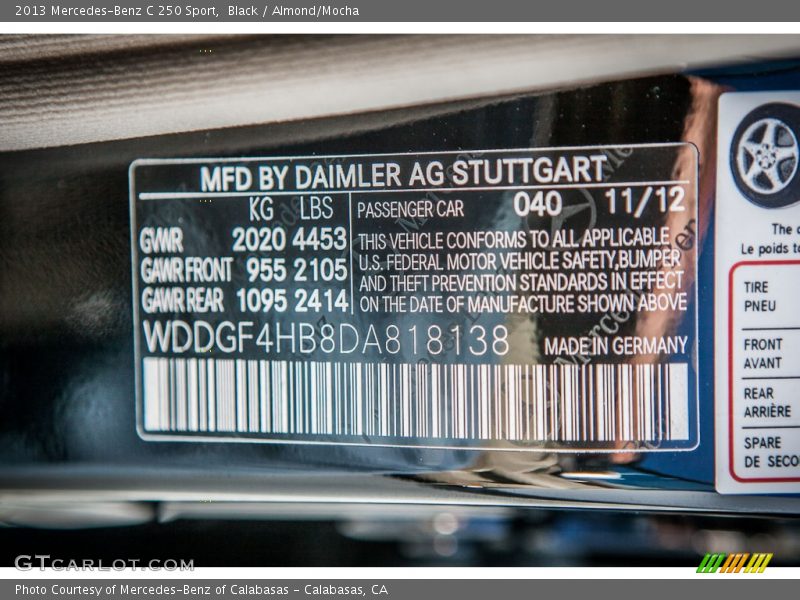 2013 Mercedes-Benz C 250 Sport, Black / Almond/Mocha
MFD BY DAIMLER AG STUTTGART
KG LBS
GWR 2020 4453
GAWR FRONT 955 2105
GAWR REAR 1095 2414
PASSENGER CAR 040 11/12
THIS VEHICLE CONFORMS TO ALL APPLICABLE
U.S. FEDERAL MOTOR VEHICLE SAFETY,BUMPER
AND THEFT PREVENTION STANDARDS IN EFFECT
ON THE DATE OF MANUFACTURE SHOWN ABOVE
WDDGF4HB8DA818138 MADE IN GERMANY
The
Le poids
TIRE
PNEU
FRONT
AVANT
REAR
ARRIÈRE
SPARE
DE SECO
GTCARLOT.COM
Photo Courtesy of Mercedes-Benz of Calabasas - Calabasas, CA